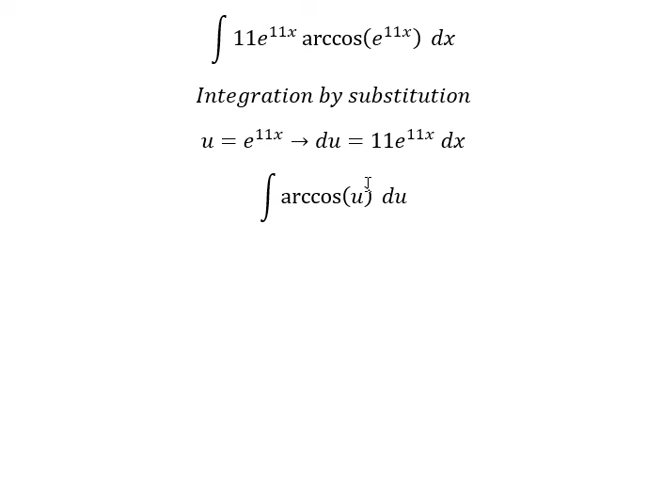 ∫ 11e^{11x} arccos(e^{11x}) dx
Integration by substitution
u = e^{11x} → du = 11e^{11x} dx
∫ arccos(u) du